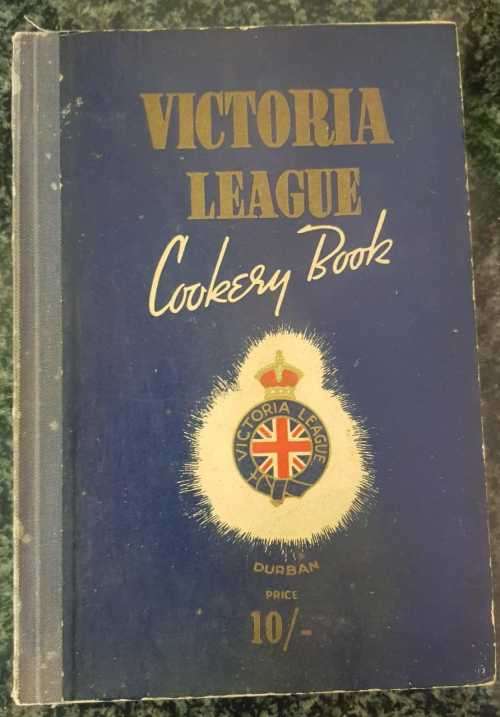 VICTORIA
LEAGUE
Cookery Book
VICTORIA LEAGUE
DURBAN
PRICE
10/-